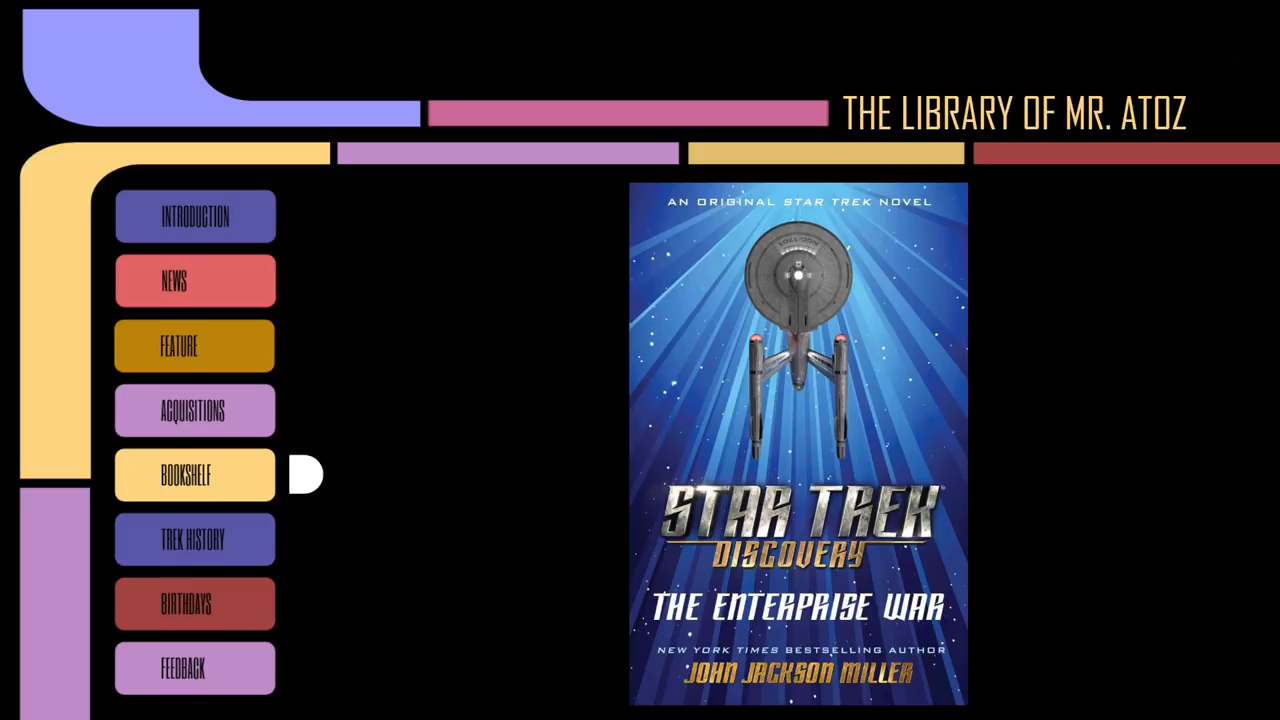 THE LIBRARY OF MR. ATOZ
INTRODUCTION
NEWS
FEATURE
ACQUISITIONS
BOOKSHELF
TREK HISTORY
BIRTHDAYS
FEEDBACK
AN ORIGINAL STAR TREK NOVEL
STAR TREK
DISCOVERY
THE ENTERPRISE WAR
NEW YORK TIMES BESTSELLING AUTHOR
JOHN JACKSON MILLER